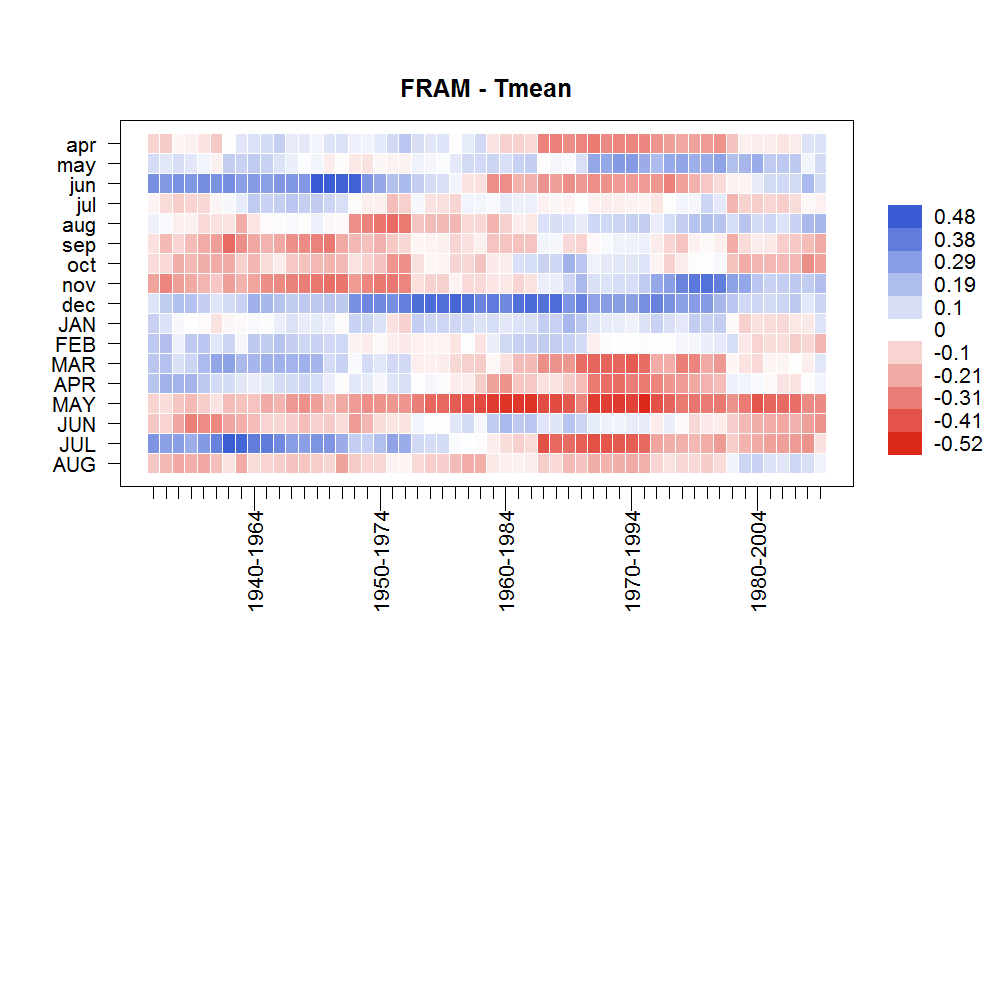 FRAM - Tmean
apr
may
jun
jul
aug
sep
oct
nov
dec
JAN
FEB
MAR
APR
MAY
JUN
JUL
AUG
1940-1964
1950-1974
1960-1984
1970-1994
1980-2004
0.48
0.38
0.29
0.19
0.1
0
-0.1
-0.21
-0.31
-0.41
-0.52